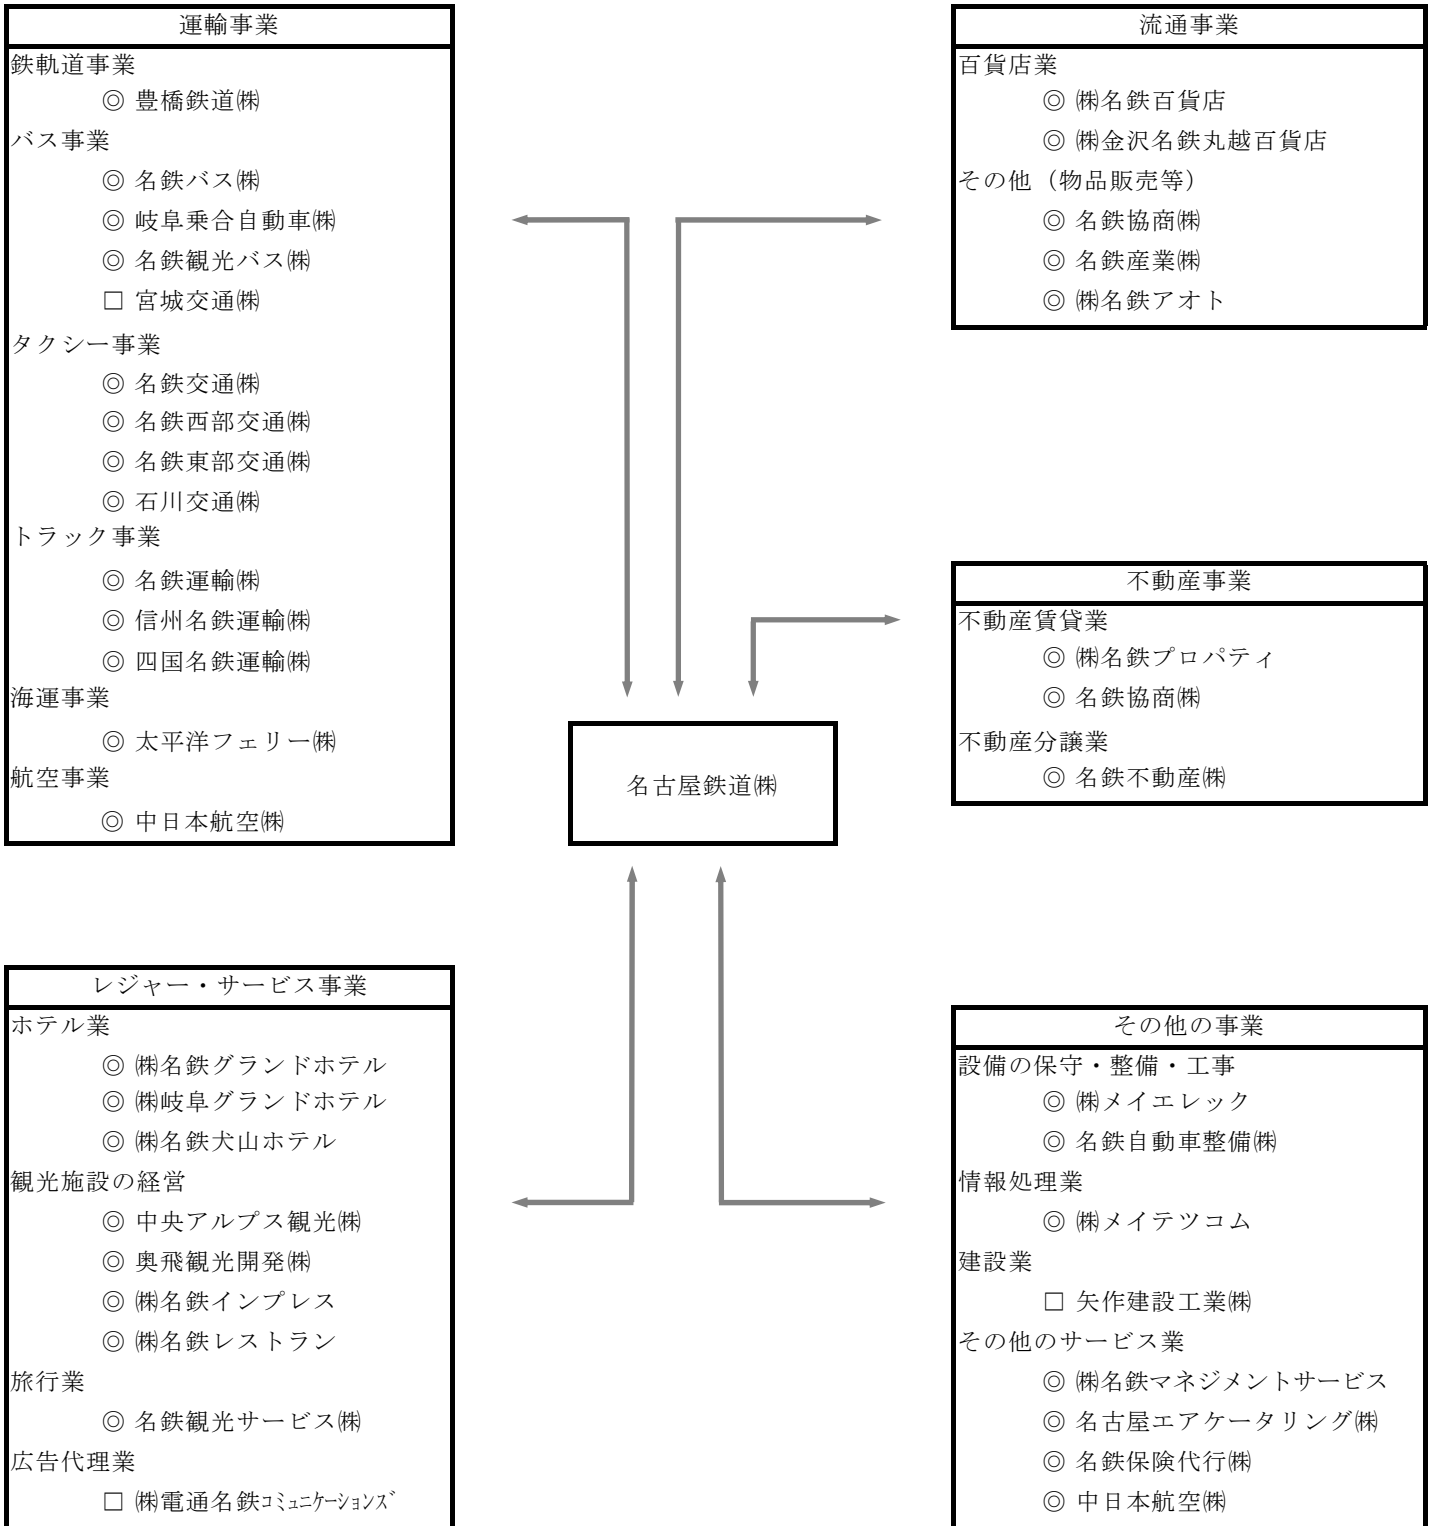 運輸事業
鉄軌道事業
◎ 豊橋鉄道㈱
バス事業
◎ 名鉄バス㈱
◎ 岐阜乗合自動車㈱
◎ 名鉄観光バス㈱
□ 宮城交通㈱
タクシー事業
◎ 名鉄交通㈱
◎ 名鉄西部交通㈱
◎ 名鉄東部交通㈱
◎ 石川交通㈱
トラック事業
◎ 名鉄運輸㈱
◎ 信州名鉄運輸㈱
◎ 四国名鉄運輸㈱
海運事業
◎ 太平洋フェリー㈱
航空事業
◎ 中日本航空㈱
流通事業
百貨店業
◎ ㈱名鉄百貨店
◎ ㈱金沢名鉄丸越百貨店
その他（物品販売等）
◎ 名鉄協商㈱
◎ 名鉄産業㈱
◎ ㈱名鉄アオト
不動産事業
不動産賃貸業
◎ ㈱名鉄プロパティ
◎ 名鉄協商㈱
不動産分譲業
◎ 名鉄不動産㈱
名古屋鉄道㈱
レジャー・サービス事業
ホテル業
◎ ㈱名鉄グランドホテル
◎ ㈱岐阜グランドホテル
◎ ㈱名鉄犬山ホテル
観光施設の経営
◎ 中央アルプス観光㈱
◎ 奥飛観光開発㈱
◎ ㈱名鉄インプレス
◎ ㈱名鉄レストラン
旅行業
◎ 名鉄観光サービス㈱
広告代理業
□ ㈱電通名鉄ｺﾐｭﾆｹｰｼｮﾝｽﾞ
その他の事業
設備の保守・整備・工事
◎ ㈱メイエレック
◎ 名鉄自動車整備㈱
情報処理業
◎ ㈱メイテツコム
建設業
□ 矢作建設工業㈱
その他のサービス業
◎ ㈱名鉄マネジメントサービス
◎ 名古屋エアケータリング㈱
◎ 名鉄保険代行㈱
◎ 中日本航空㈱